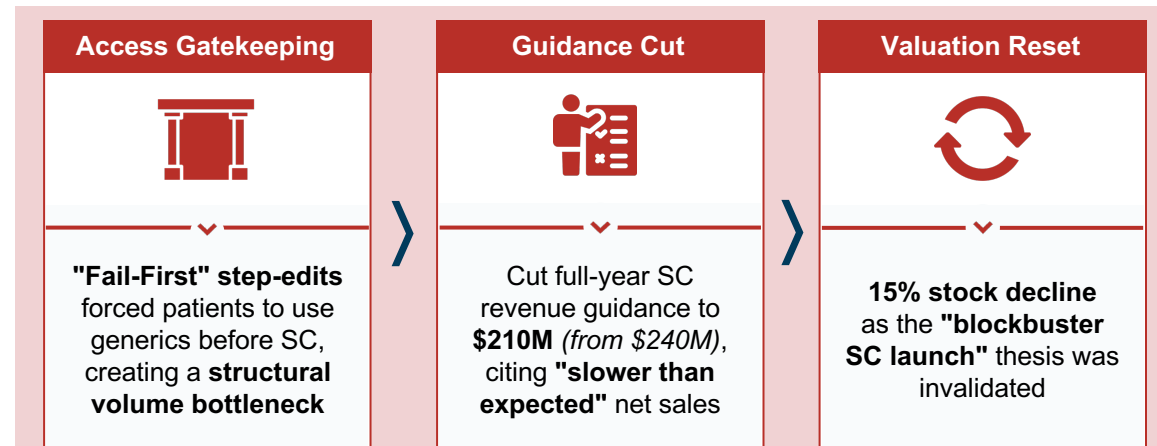 Access Gatekeeping
"Fail-First" step-edits
forced patients to use
generics before SC,
creating a structural
volume bottleneck
Guidance Cut
Cut full-year SC
revenue guidance to
$210M (from $240M),
citing "slower than
expected" net sales
Valuation Reset
15% stock decline
as the "blockbuster
SC launch" thesis was
invalidated